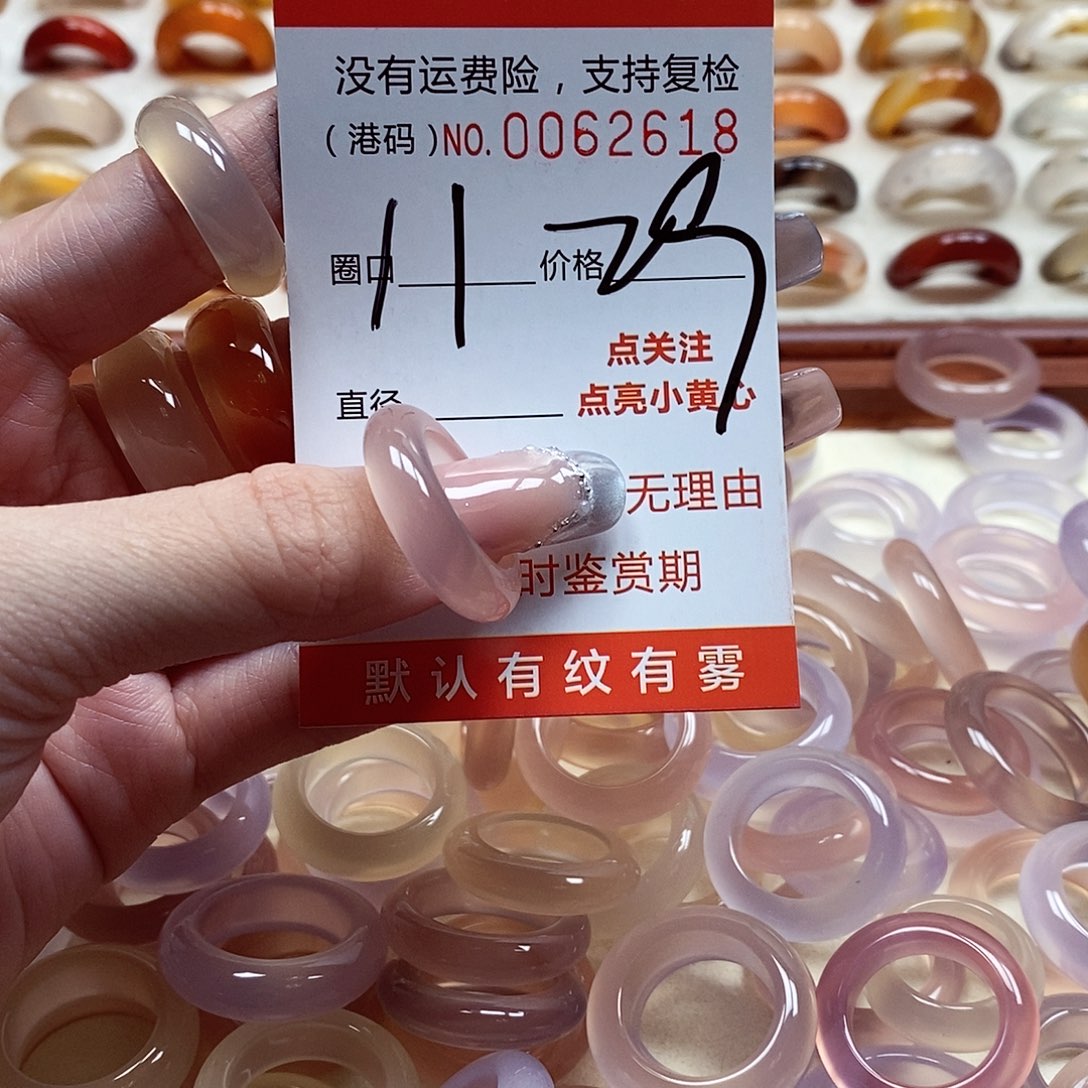 没有运费险，支持复检
（港码）NO.0062618
圈口 11 价格
点关注
直径 点亮小黄心
无理由
时鉴赏期
默认有纹有雾